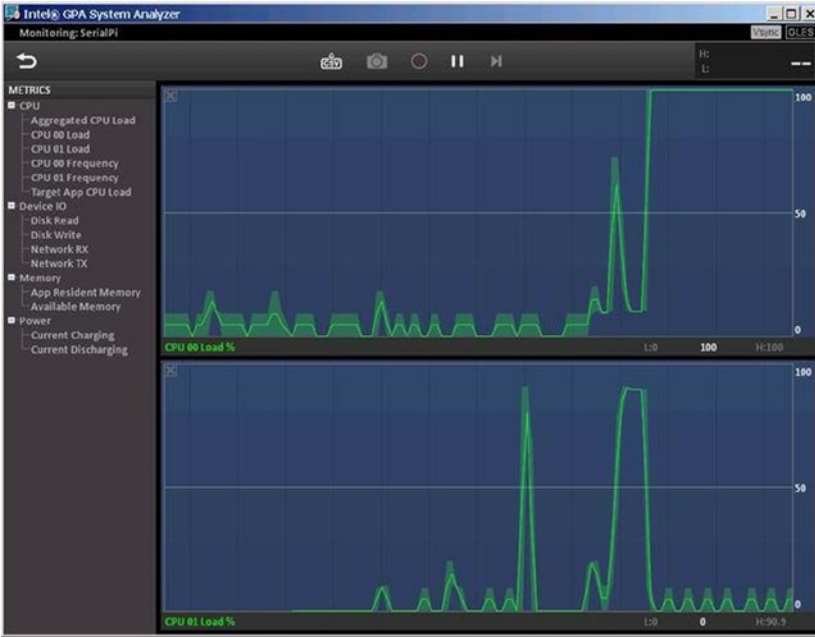 Intel® GPA System Analyzer
Monitoring: SerialPi
Vsync GLES
CSV
H:
L:
--
METRICS
CPU
Aggregated CPU Load
CPU 00 Load
CPU 01 Load
CPU 00 Frequency
CPU 01 Frequency
Target App CPU Load
Device IO
Disk Read
Disk Write
Network RX
Network TX
Memory
App Resident Memory
Available Memory
Power
Current Charging
Current Discharging
100
50
0
CPU 00 Load % L:0 100 H:100
100
50
0
CPU 01 Load % L:0 0 H:90.9